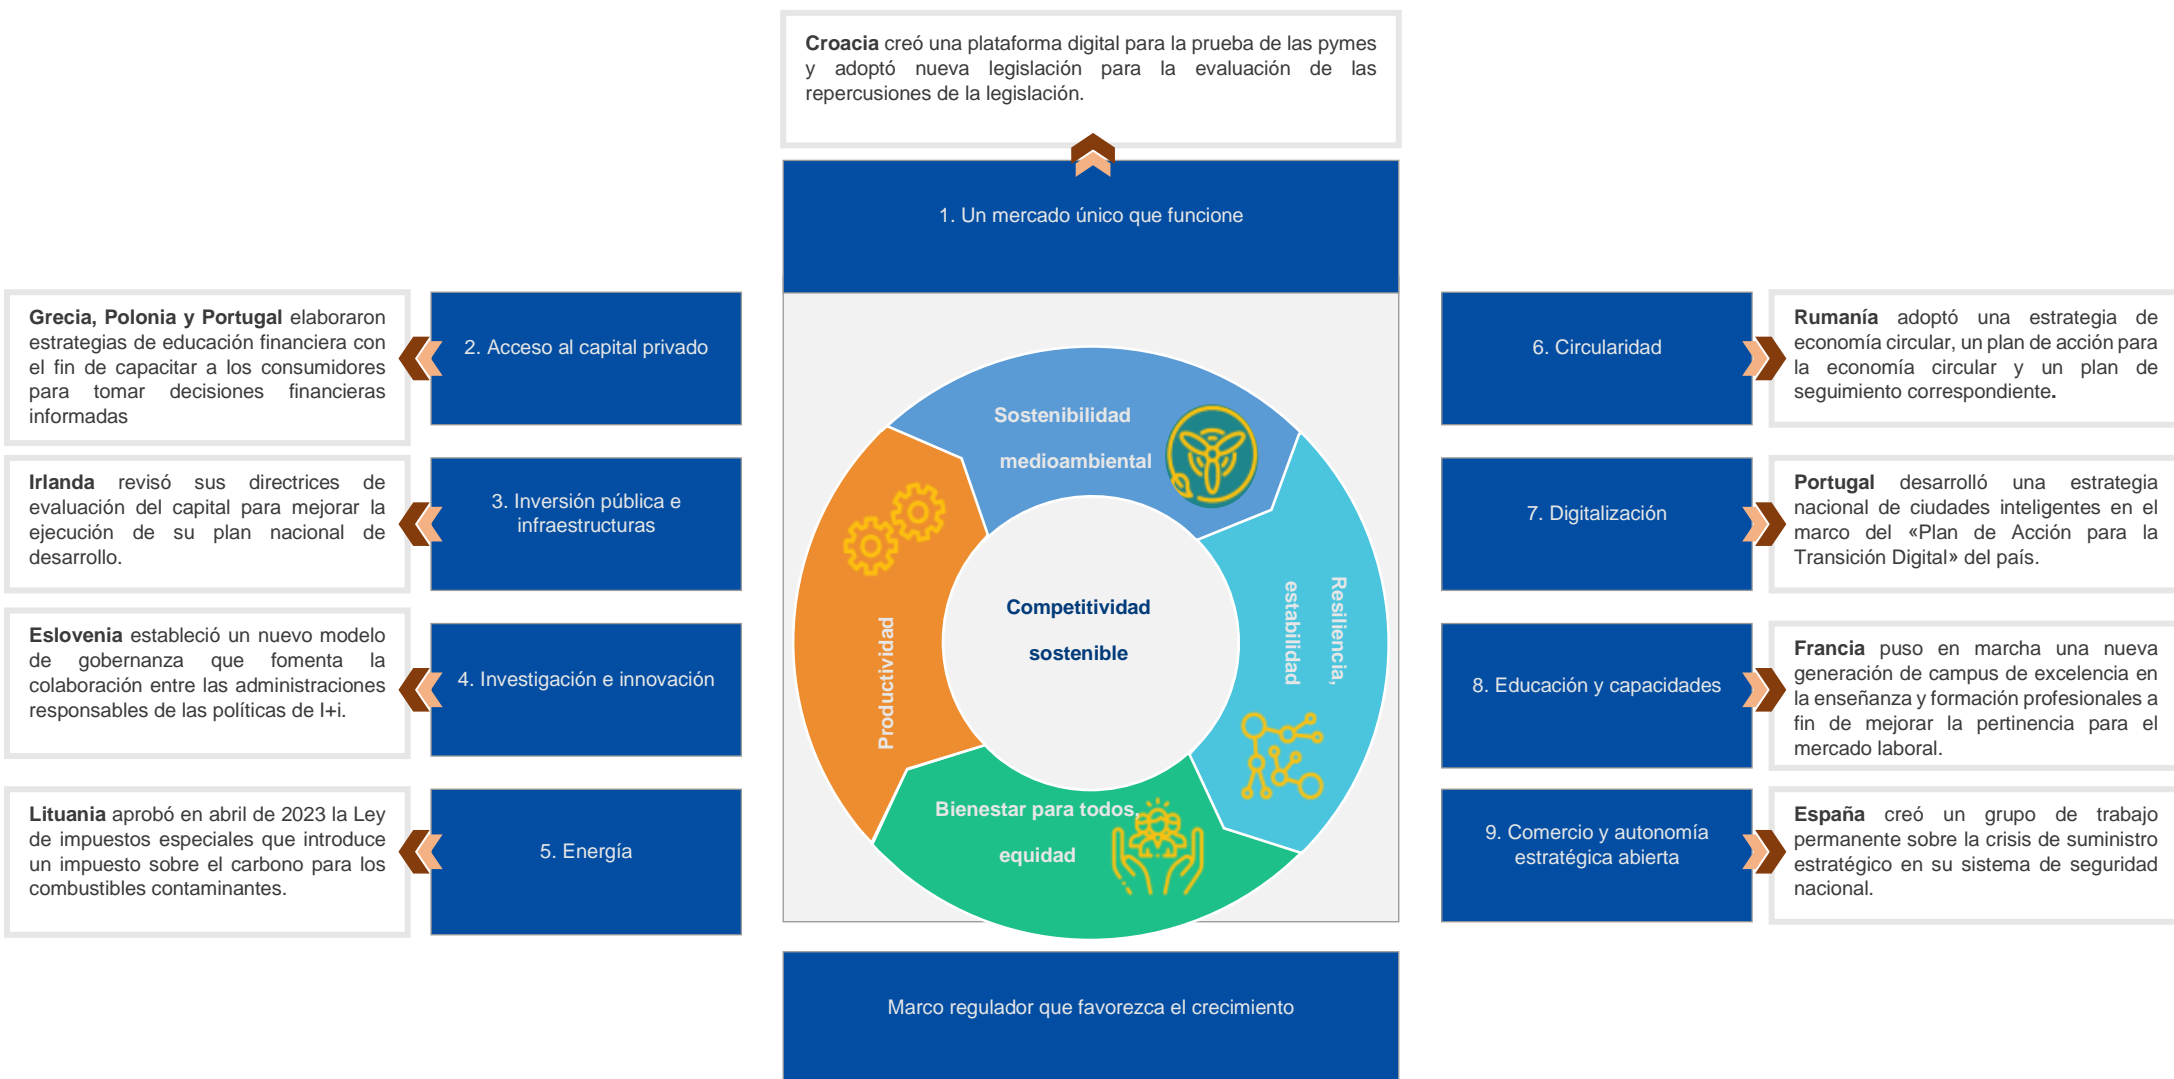 Croacia creó una plataforma digital para la prueba de las pymes
y adoptó nueva legislación para la evaluación de las
repercusiones de la legislación.
1. Un mercado único que funcione
Grecia, Polonia y Portugal elaboraron
estrategias de educación financiera con
el fin de capacitar a los consumidores
para tomar decisiones financieras
informadas
2. Acceso al capital privado
Irlanda revisó sus directrices de
evaluación del capital para mejorar la
ejecución de su plan nacional de
desarrollo.
3. Inversión pública e
infraestructuras
Eslovenia estableció un nuevo modelo
de gobernanza que fomenta la
colaboración entre las administraciones
responsables de las políticas de I+i.
4. Investigación e innovación
Lituania aprobó en abril de 2023 la Ley
de impuestos especiales que introduce
un impuesto sobre el carbono para los
combustibles contaminantes.
5. Energía
Sostenibilidad
medioambiental
Resiliencia,
estabilidad
Productividad
Competitividad
sostenible
Bienestar para todos,
equidad
6. Circularidad
Rumanía adoptó una estrategia de
economía circular, un plan de acción para
la economía circular y un plan de
seguimiento correspondiente.
7. Digitalización
Portugal desarrolló una estrategia
nacional de ciudades inteligentes en el
marco del «Plan de Acción para la
Transición Digital» del país.
8. Educación y capacidades
Francia puso en marcha una nueva
generación de campus de excelencia en
la enseñanza y formación profesionales a
fin de mejorar la pertinencia para el
mercado laboral.
9. Comercio y autonomía
estratégica abierta
España creó un grupo de trabajo
permanente sobre la crisis de suministro
estratégico en su sistema de seguridad
nacional.
Marco regulador que favorezca el crecimiento